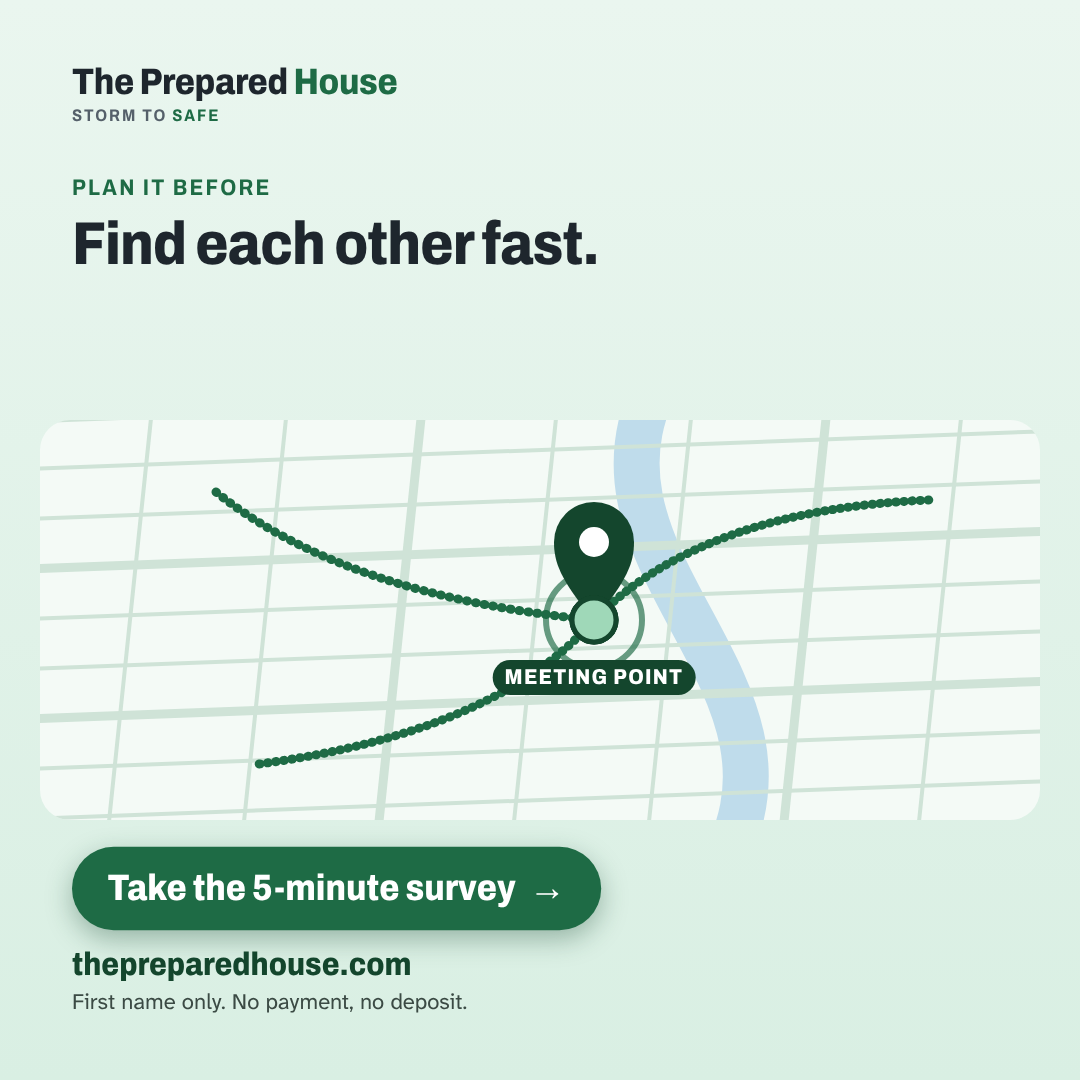 The Prepared House
STORM TO SAFE
PLAN IT BEFORE
Find each other fast.
MEETING POINT
Take the 5-minute survey →
thepreparedhouse.com
First name only. No payment, no deposit.